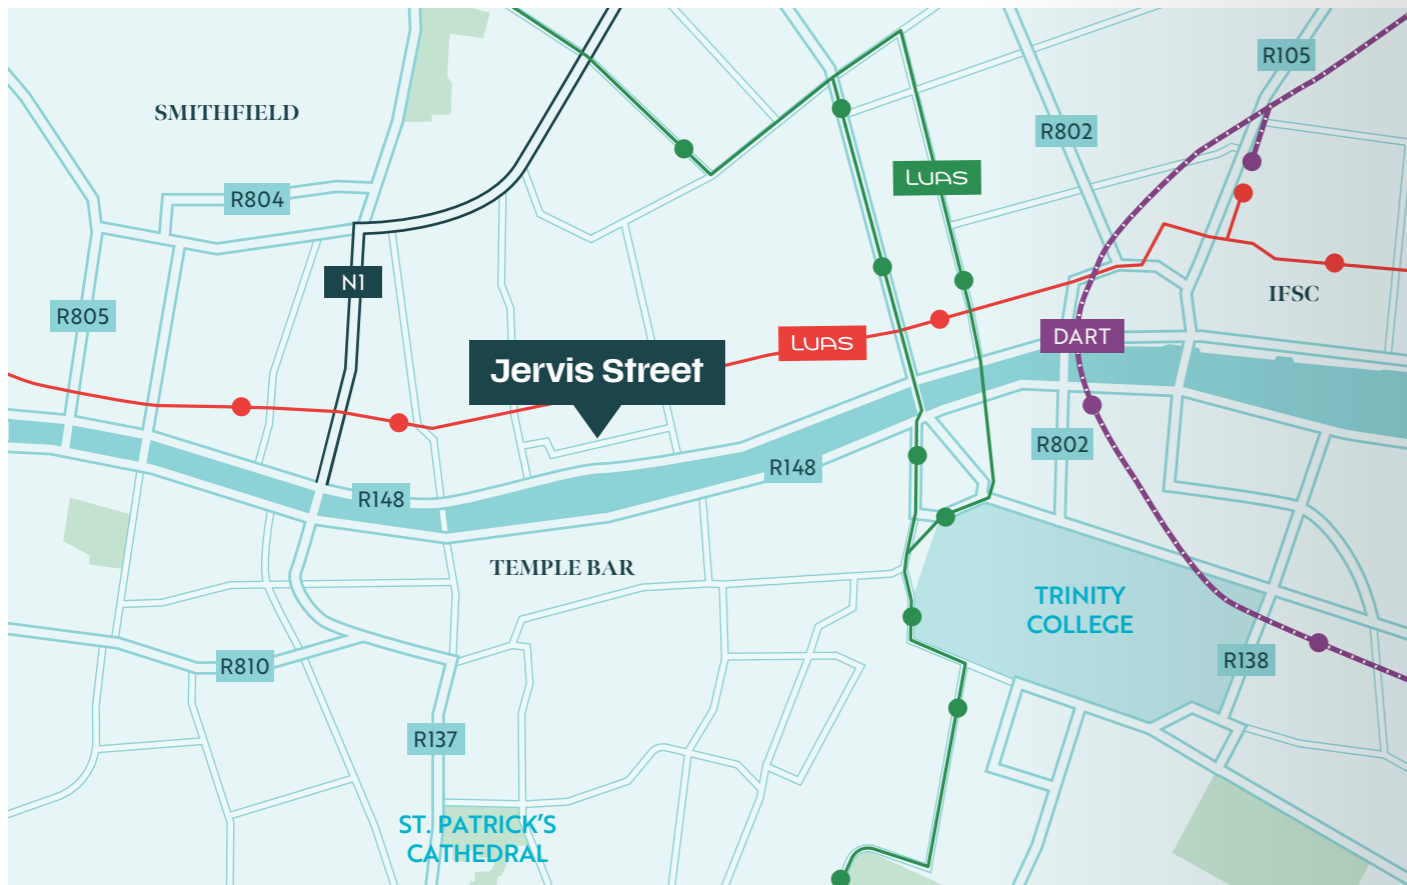 R105
SMITHFIELD
R802
LUAS
R804
N1
IFSC
R805
DART
LUAS
Jervis Street
R802
R148
R148
TEMPLE BAR
TRINITY
COLLEGE
R810
R138
R137
ST. PATRICK'S
CATHEDRAL